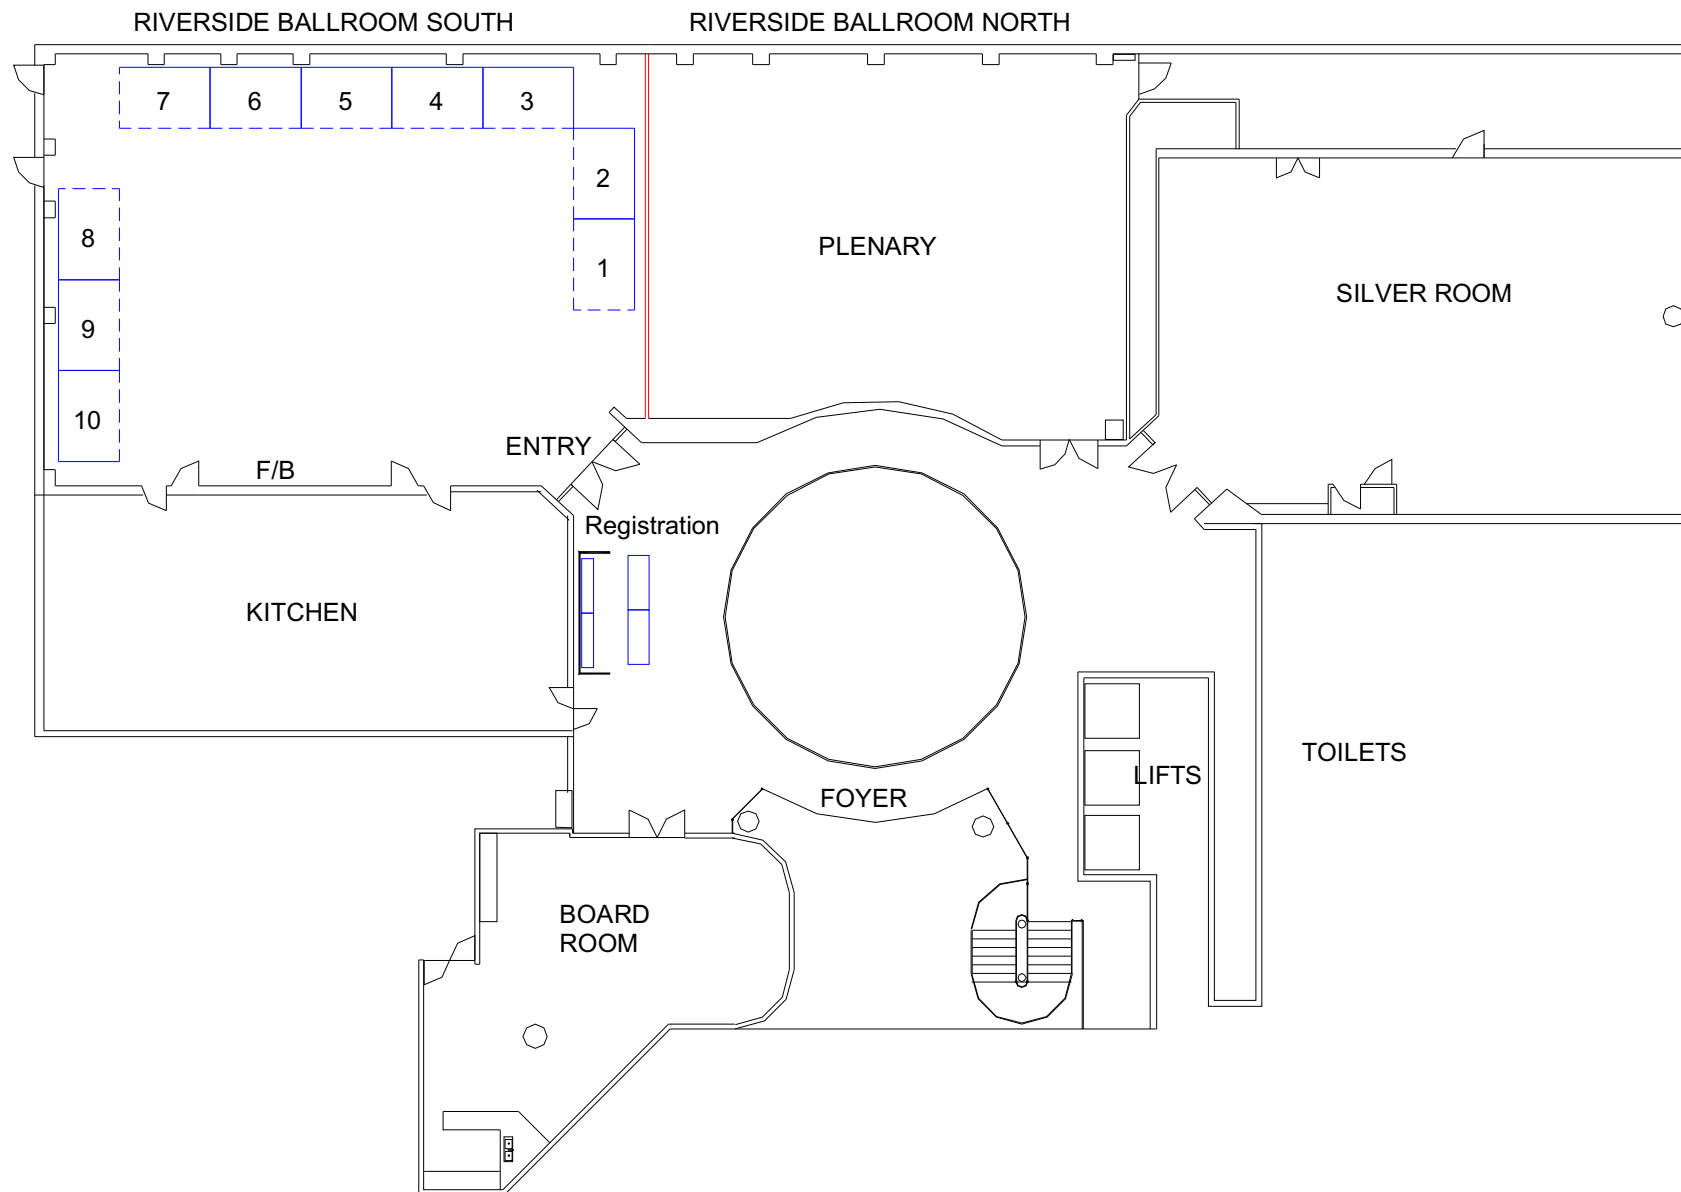 RIVERSIDE BALLROOM SOUTH
RIVERSIDE BALLROOM NORTH
7
6
5
4
3
2
8
PLENARY
1
SILVER ROOM
9
10
ENTRY
F/B
Registration
KITCHEN
TOILETS
LIFTS
FOYER
BOARD
ROOM